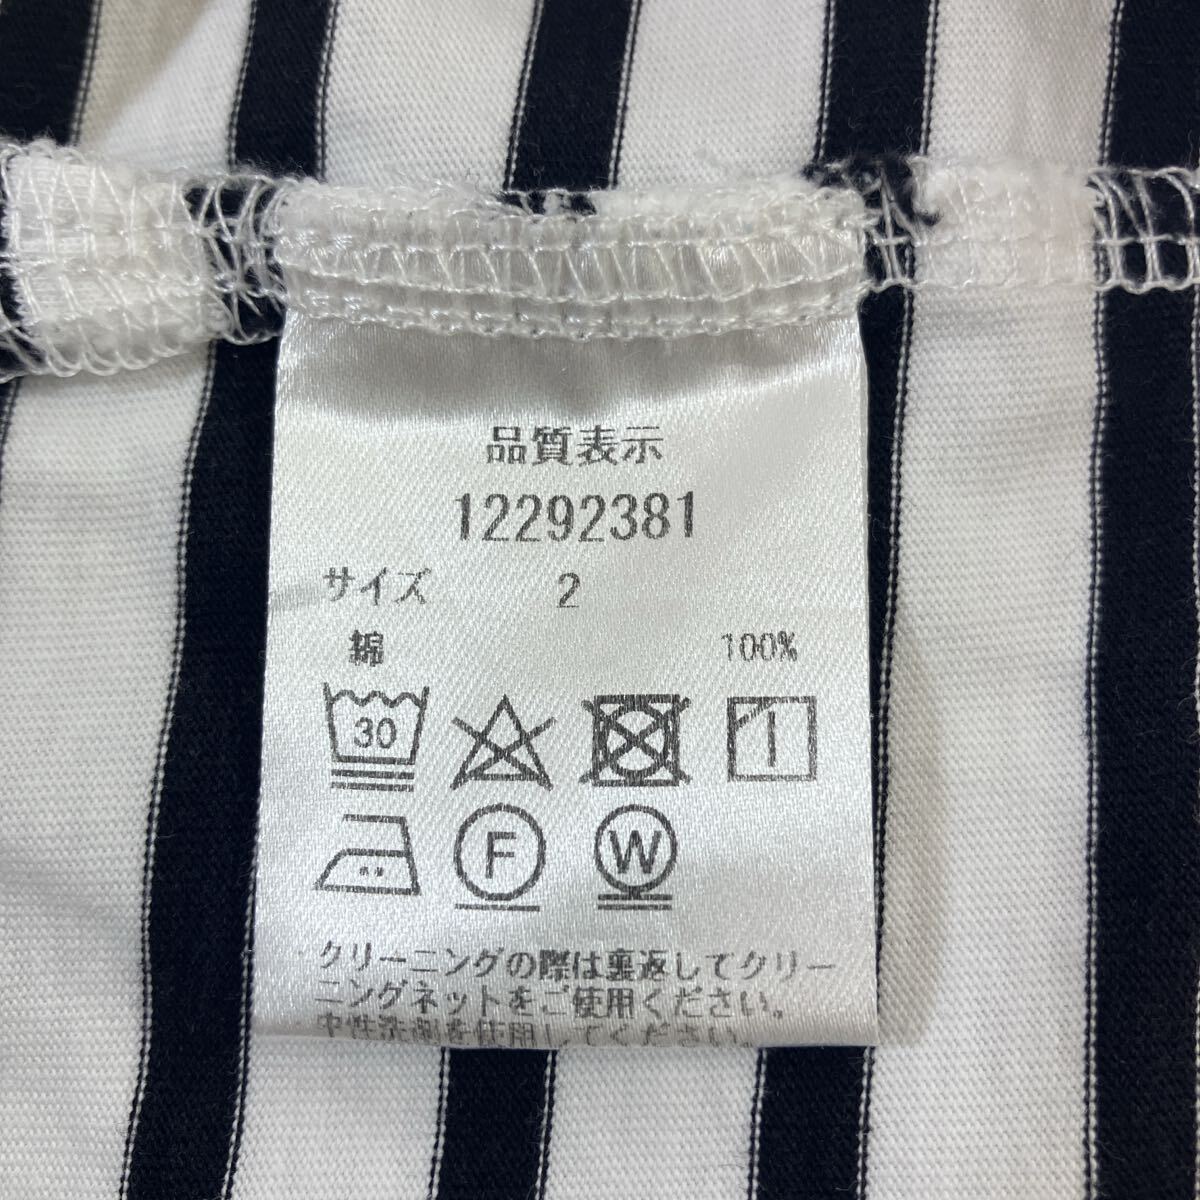 品質表示
12292381
サイズ 2
綿 100%
30
F W
クリーニングの際は裏返してクリー
ニングネットをご使用ください。
中性洗剤を使用してください。